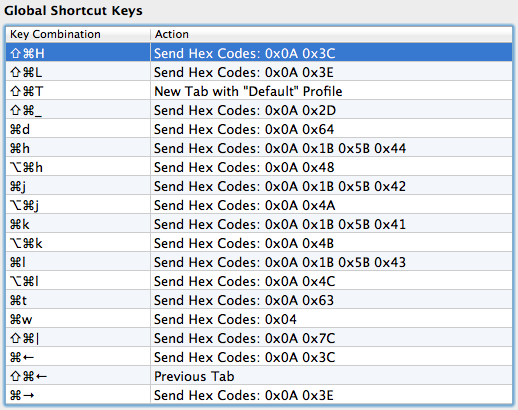 Global Shortcut Keys
Key Combination Action
⇧⌘H Send Hex Codes: 0x0A 0x3C
⇧⌘L Send Hex Codes: 0x0A 0x3E
⇧⌘T New Tab with "Default" Profile
⇧⌘_ Send Hex Codes: 0x0A 0x2D
⌘d Send Hex Codes: 0x0A 0x64
⌘h Send Hex Codes: 0x0A 0x1B 0x5B 0x44
⌥⌘h Send Hex Codes: 0x0A 0x48
⌘j Send Hex Codes: 0x0A 0x1B 0x5B 0x42
⌥⌘j Send Hex Codes: 0x0A 0x4A
⌘k Send Hex Codes: 0x0A 0x1B 0x5B 0x41
⌥⌘k Send Hex Codes: 0x0A 0x4B
⌘l Send Hex Codes: 0x0A 0x1B 0x5B 0x43
⌥⌘l Send Hex Codes: 0x0A 0x4C
⌘t Send Hex Codes: 0x0A 0x63
⌘w Send Hex Codes: 0x04
⇧⌘| Send Hex Codes: 0x0A 0x7C
⌘← Send Hex Codes: 0x0A 0x3C
⇧⌘← Previous Tab
⌘→ Send Hex Codes: 0x0A 0x3E